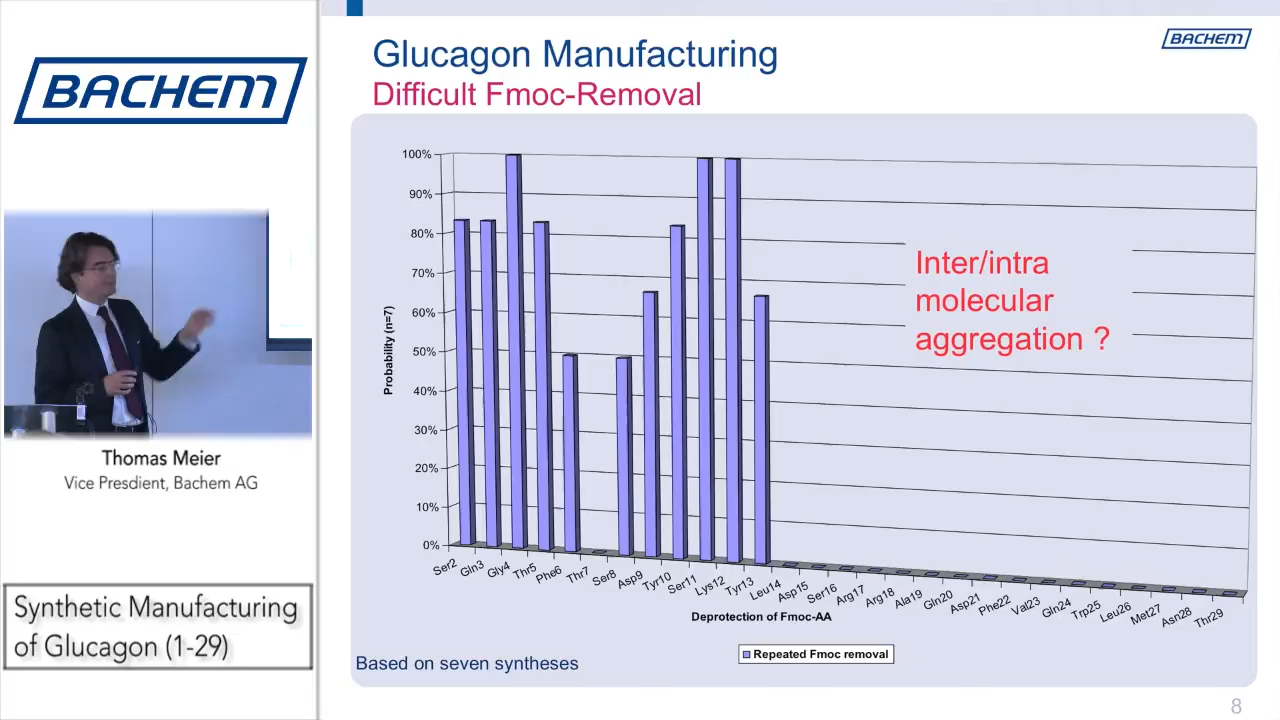 BACHEM
Thomas Meier
Vice Presdient, Bachem AG
Synthetic Manufacturing
of Glucagon (1-29)
Glucagon Manufacturing
Difficult Fmoc-Removal
BACHEM
100%
90%
80%
70%
60%
50%
40%
30%
20%
10%
0%
Probability (n=7)
Inter/intra
molecular
aggregation ?
Ser2 Gln3 Gly4 Thr5 Phe6 Thr7 Ser8 Asp9 Tyr10 Ser11 Lys12 Tyr13 Leu14 Asp15 Ser16 Arg17 Arg18 Ala19 Gln20 Asp21 Phe22 Val23 Gln24 Trp25 Leu26 Met27 Asn28 Thr29
Deprotection of Fmoc-AA
Repeated Fmoc removal
Based on seven syntheses
8